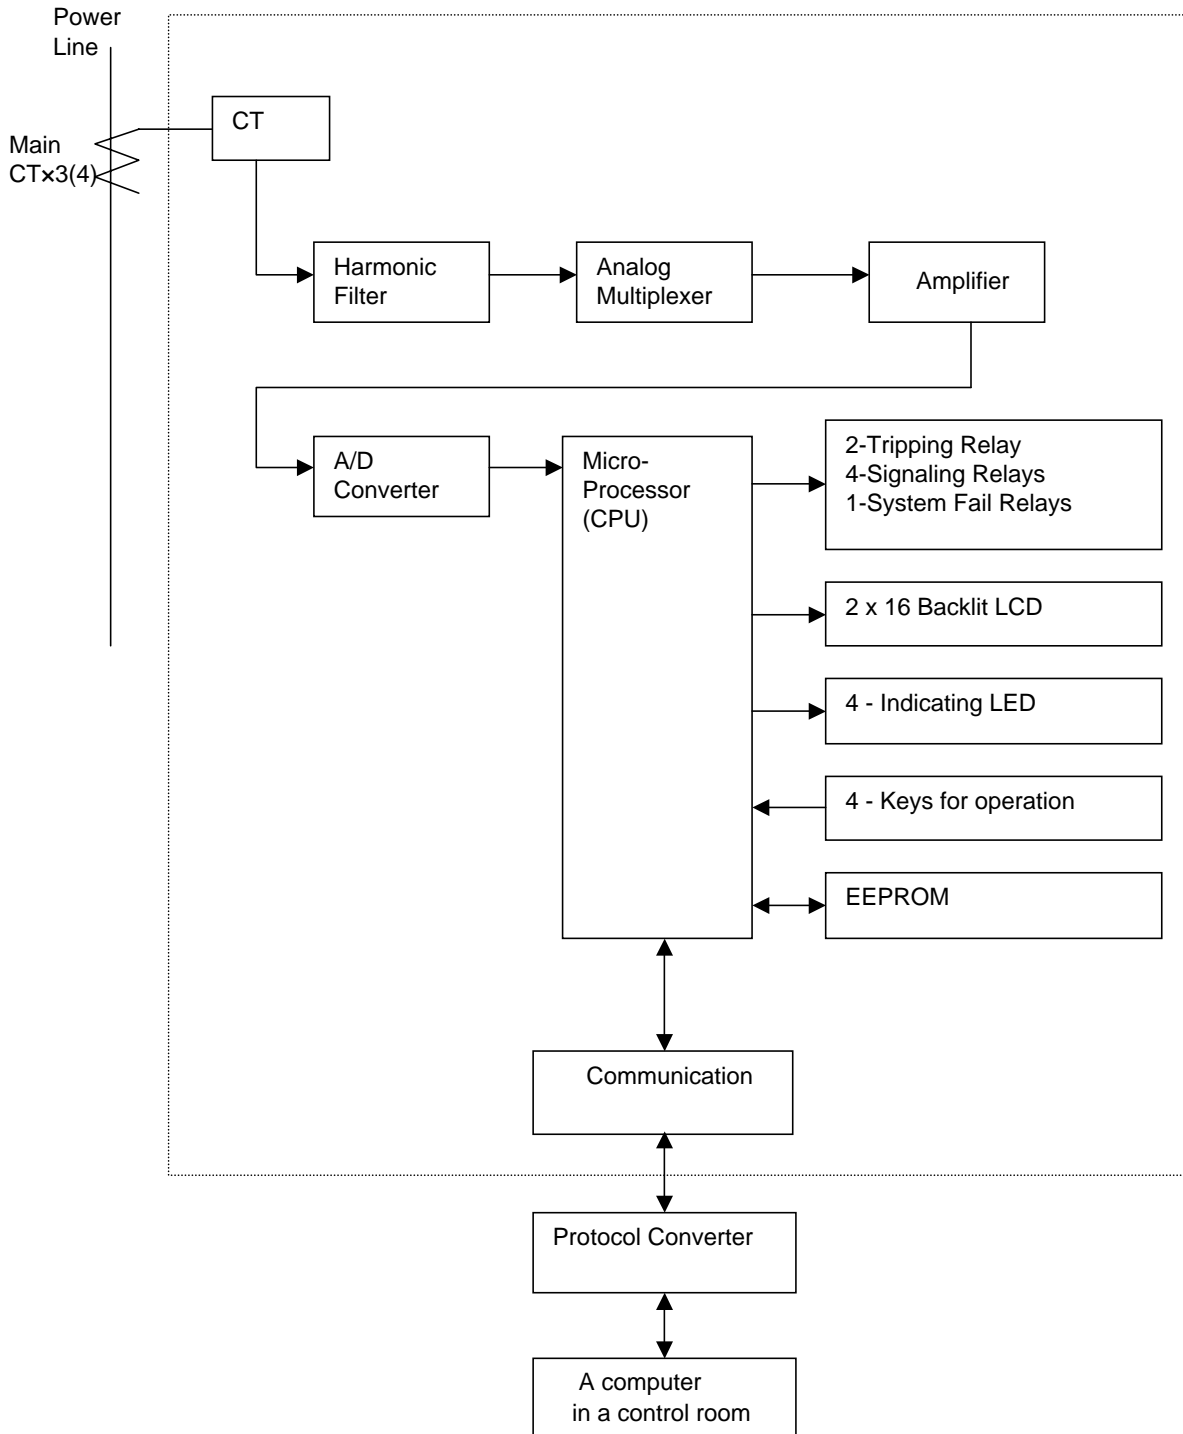 Power
Line
CT
Main
CT×3(4)
Harmonic
Filter
Analog
Multiplexer
Amplifier
A/D
Converter
Micro-
Processor
(CPU)
2-Tripping Relay
4-Signaling Relays
1-System Fail Relays
2 x 16 Backlit LCD
4 - Indicating LED
4 - Keys for operation
EEPROM
Communication
Protocol Converter
A computer
in a control room